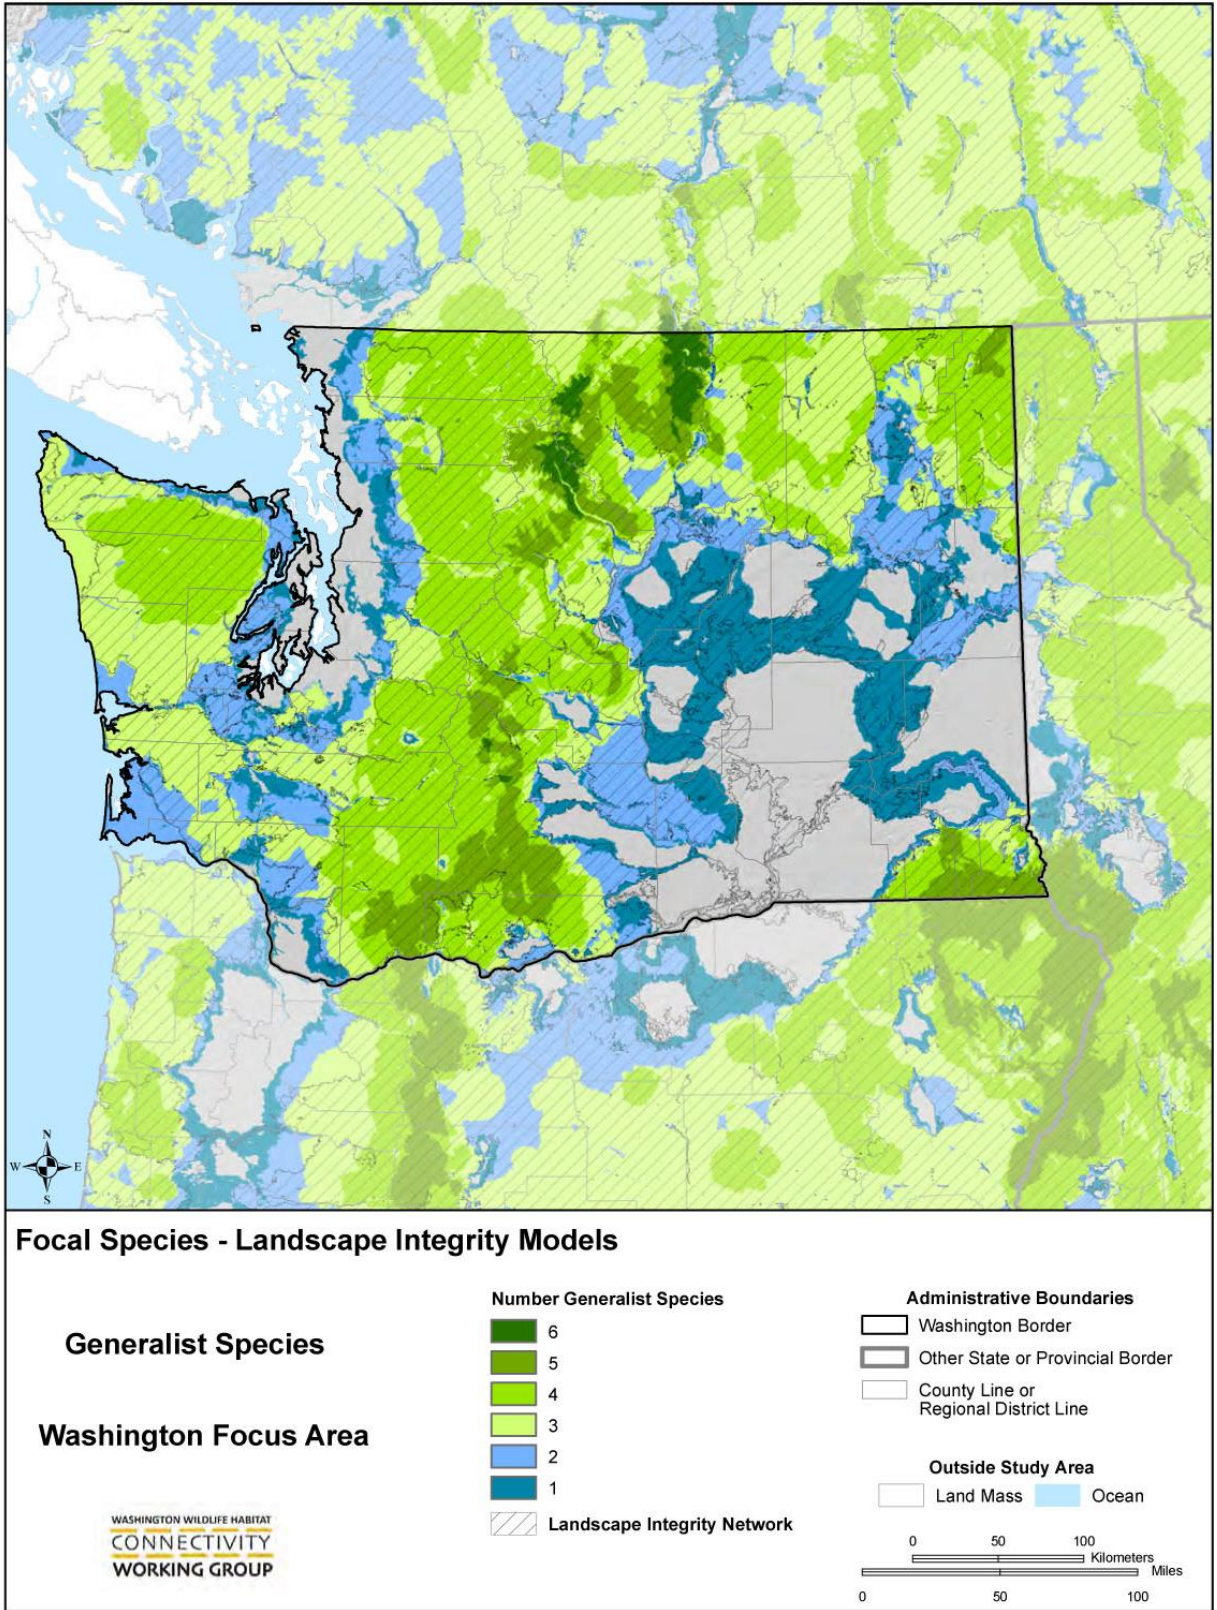 N
W E
S
Focal Species - Landscape Integrity Models
Generalist Species
Washington Focus Area
WASHINGTON WILDLIFE HABITAT
CONNECTIVITY
WORKING GROUP
Number Generalist Species
6
5
4
3
2
1
Landscape Integrity Network
Administrative Boundaries
Washington Border
Other State or Provincial Border
County Line or
Regional District Line
Outside Study Area
Land Mass Ocean
0 50 100
Kilometers
Miles
0 50 100